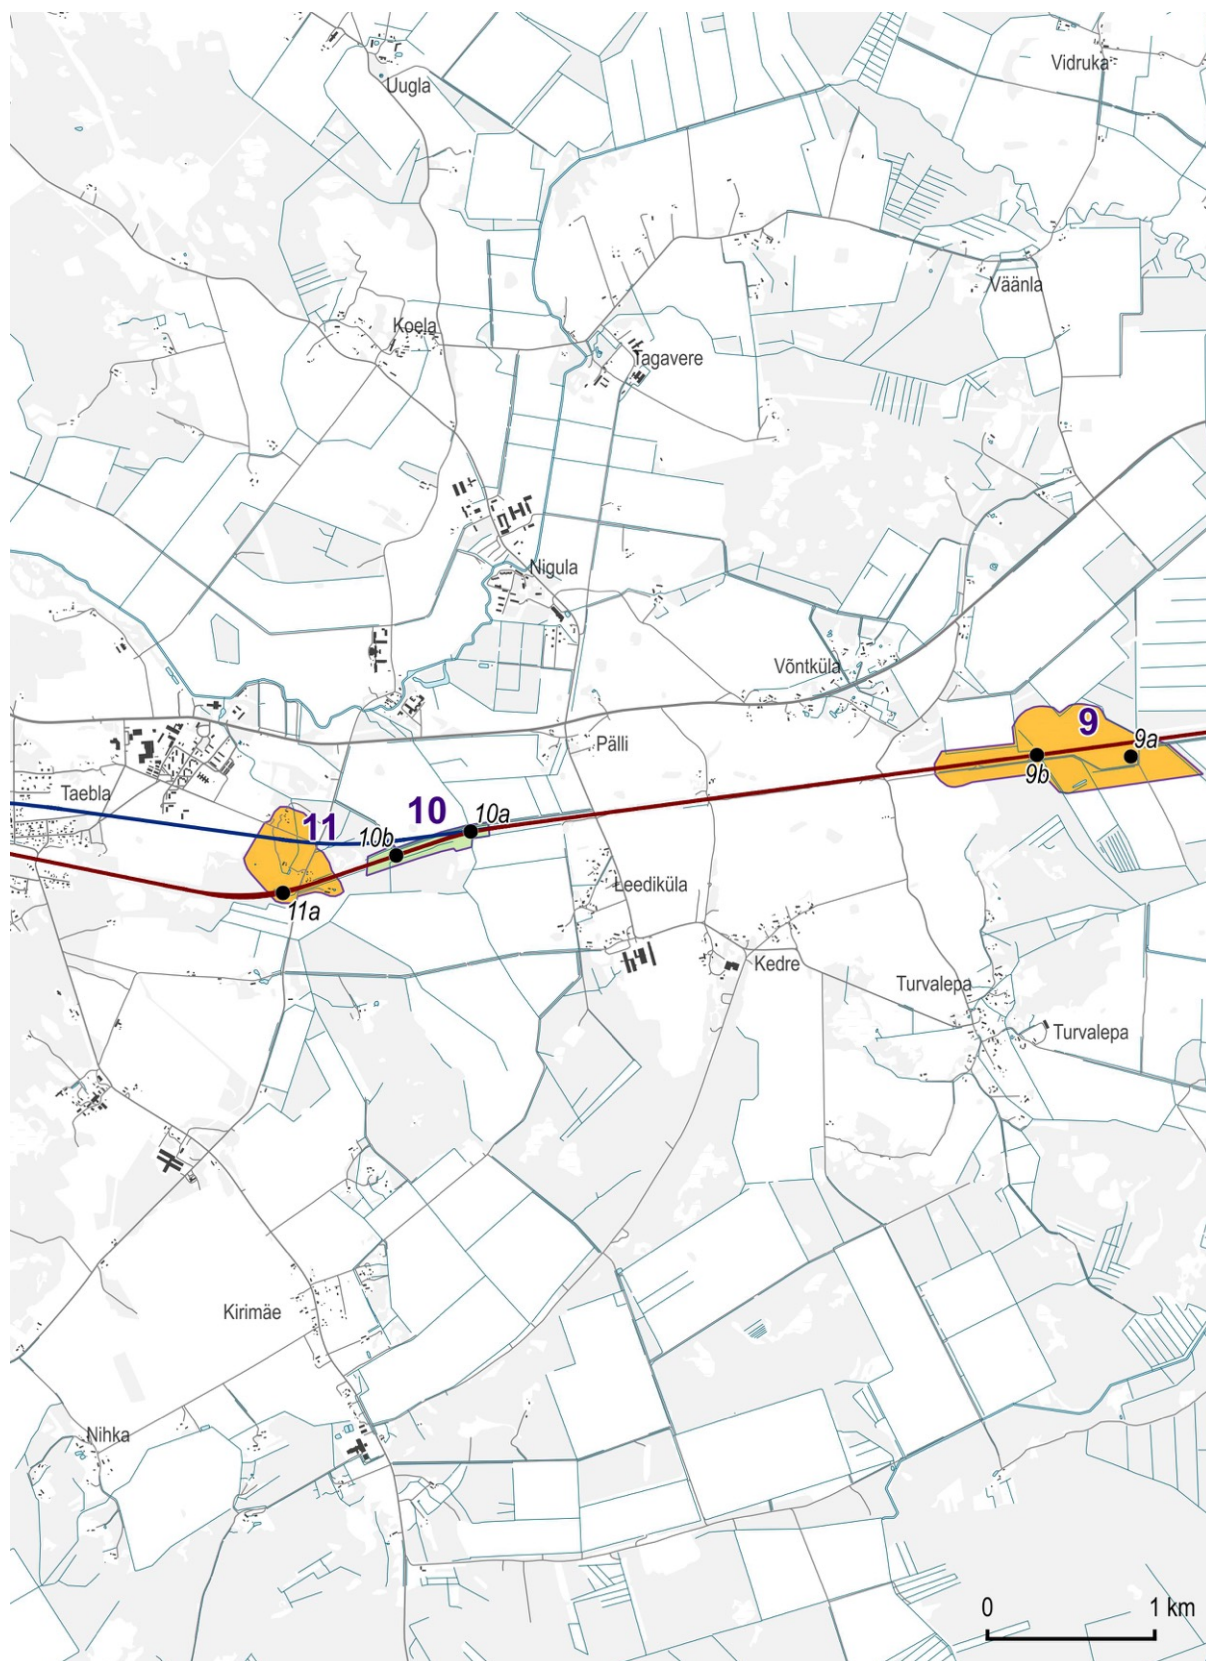 Vidruka
Uugla
Väänla
Koela
Tagavere
Nigula
Võntküla
9
9a
Pälli
9b
Taebla
10
11
10a
10b
Leediküla
11a
Kedre
Turvalepa
Turvalepa
Kirimäe
Nihka
0 1 km